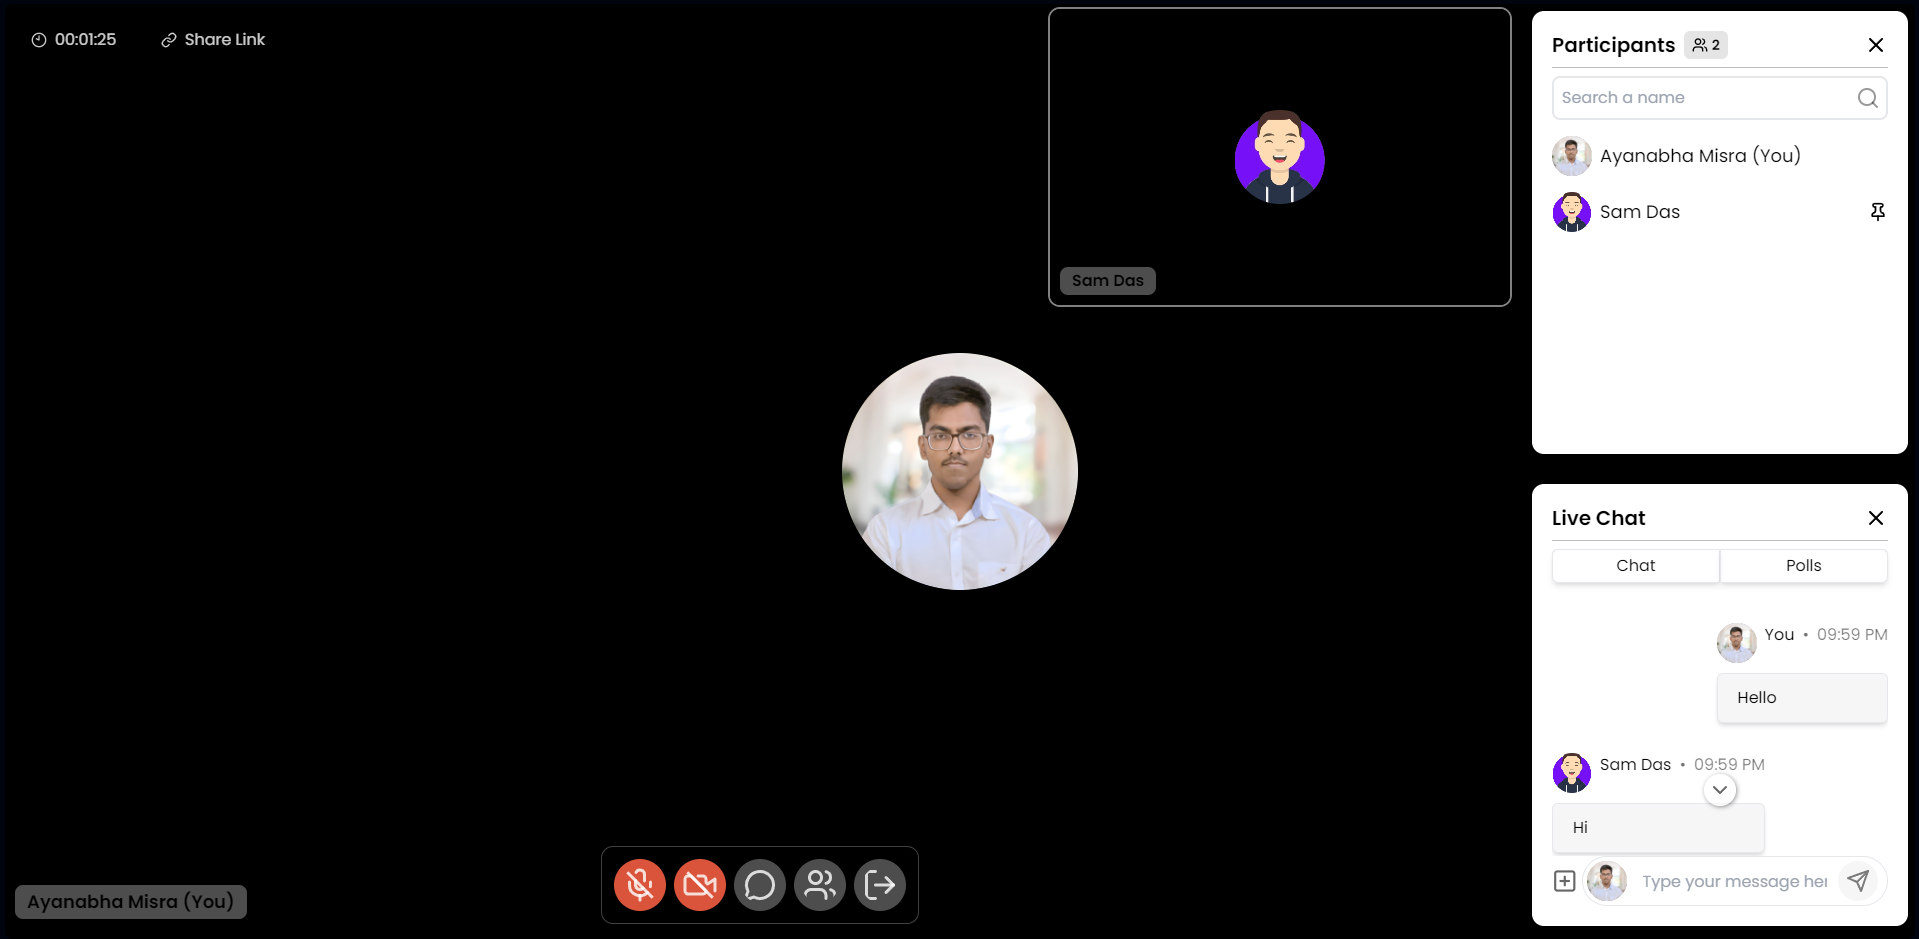 00:01:25
Share Link
Sam Das
Ayanabha Misra (You)
Participants 2
Search a name
Ayanabha Misra (You)
Sam Das
Live Chat
Chat
Polls
You • 09:59 PM
Hello
Sam Das • 09:59 PM
Hi
Type your message her